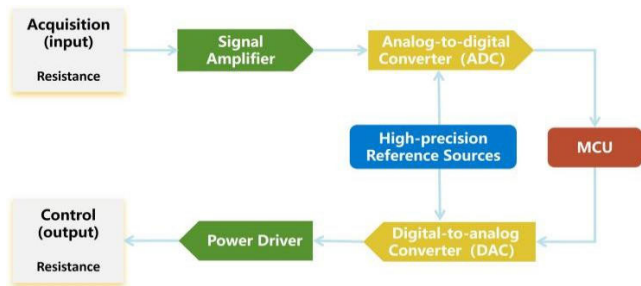 Acquisition
(input)
Resistance
Signal
Amplifier
Analog-to-digital
Converter (ADC)
High-precision
Reference Sources
MCU
Control
(output)
Resistance
Power Driver
Digital-to-analog
Converter (DAC)